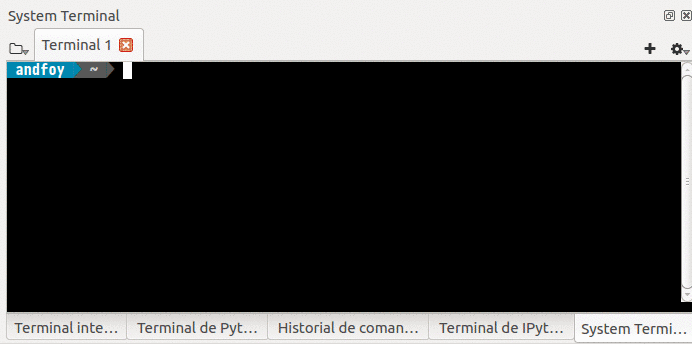 System Terminal
Terminal 1
andfoy ~
Terminal inte...
Terminal de Pyt...
Historial de coman...
Terminal de IPyt...
System Termi...